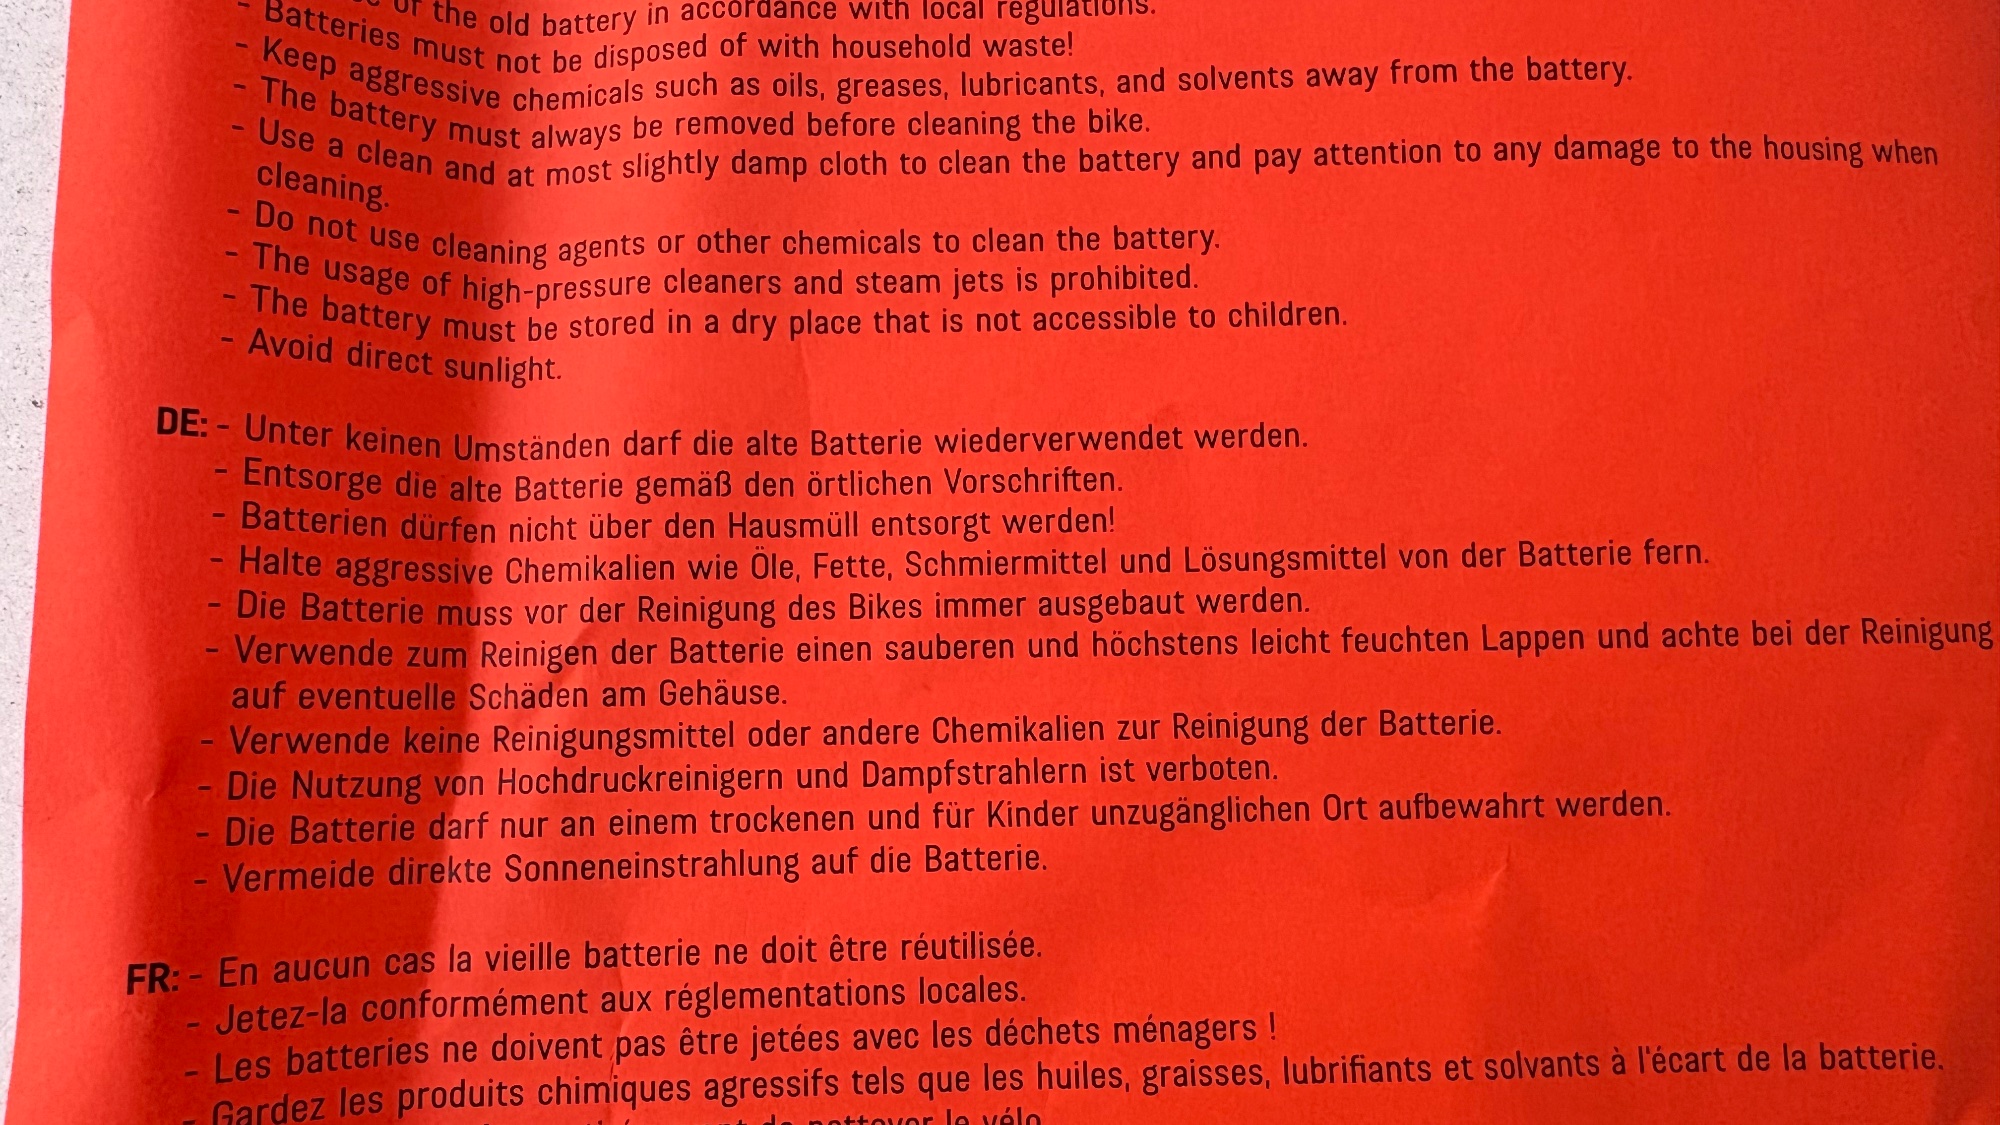 of the old battery in accordance with local regulations.
- Batteries must not be disposed of with household waste!
- Keep aggressive chemicals such as oils, greases, lubricants, and solvents away from the battery.
- The battery must always be removed before cleaning the bike.
- Use a clean and at most slightly damp cloth to clean the battery and pay attention to any damage to the housing when
cleaning.
- Do not use cleaning agents or other chemicals to clean the battery.
- The usage of high-pressure cleaners and steam jets is prohibited.
- The battery must be stored in a dry place that is not accessible to children.
- Avoid direct sunlight.
DE: - Unter keinen Umständen darf die alte Batterie wiederverwendet werden.
- Entsorge die alte Batterie gemäß den örtlichen Vorschriften.
- Batterien dürfen nicht über den Hausmüll entsorgt werden!
- Halte aggressive Chemikalien wie Öle, Fette, Schmiermittel und Lösungsmittel von der Batterie fern.
- Die Batterie muss vor der Reinigung des Bikes immer ausgebaut werden.
- Verwende zum Reinigen der Batterie einen sauberen und höchstens leicht feuchten Lappen und achte bei der Reinigung
auf eventuelle Schäden am Gehäuse.
- Verwende keine Reinigungsmittel oder andere Chemikalien zur Reinigung der Batterie.
- Die Nutzung von Hochdruckreinigern und Dampfstrahlern ist verboten.
- Die Batterie darf nur an einem trockenen und für Kinder unzugänglichen Ort aufbewahrt werden.
- Vermeide direkte Sonneneinstrahlung auf die Batterie.
FR: - En aucun cas la vieille batterie ne doit être réutilisée.
- Jetez-la conformément aux réglementations locales.
- Les batteries ne doivent pas être jetées avec les déchets ménagers !
- Gardez les produits chimiques agressifs tels que les huiles, graisses, lubrifiants et solvants à l'écart de la batterie.
de nettoyer le vélo